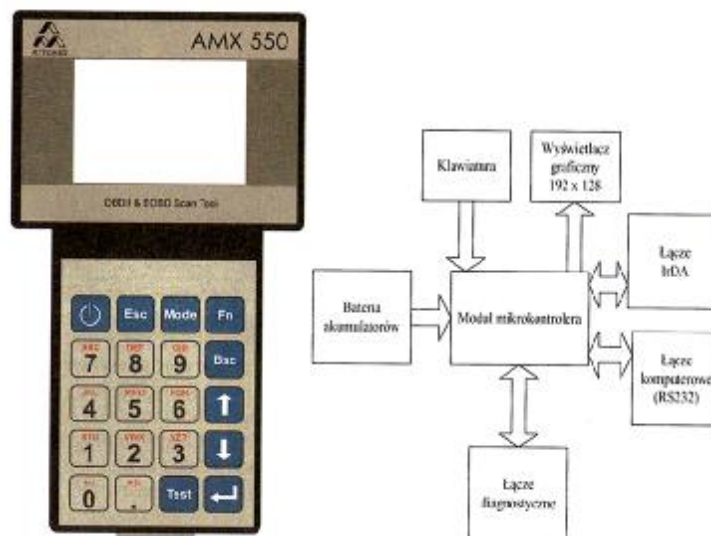 AMX 550
OBDII & EOBD Scan Tool
Esc Mode Fn
7 8 9
4 5 6
1 2 3
0 . Test
Klawiatura
Wyświetlacz
graficzny
192 x 128
Łącze
IrDA
Bateria
akumulatorów
Moduł mikrokontrolera
Łącze
komputerowe
(RS232)
Łącze
diagnostyczne